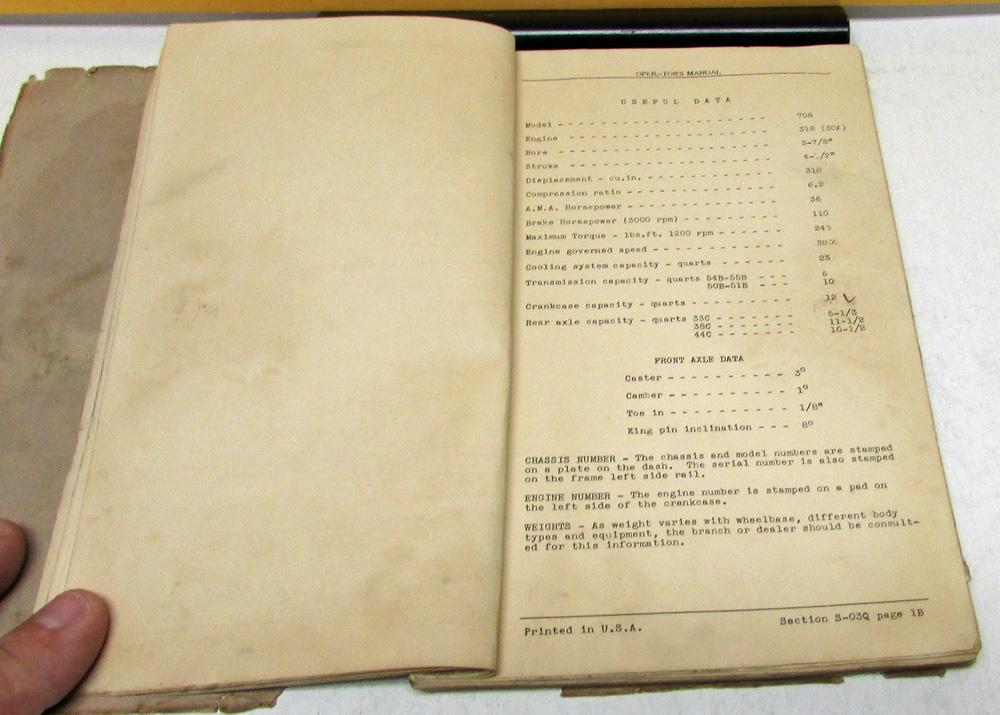 OPERATOR'S MANUAL
USEFUL DATA
Model - - - - - - - - - - - - - - - - - - 708
Engine - - - - - - - - - - - - - - - - - - 318
Bore - - - - - - - - - - - - - - - - - - 3-7/8"
Stroke - - - - - - - - - - - - - - - - - -
Displacement - cu.in. - - - - - - - - - - - 318
Compression ratio - - - - - - - - - - - - 6.2
A.M.A. Horsepower - - - - - - - - - - - - 36
Brake Horsepower (3000 rpm) - - - - - - - - 110
Maximum Torque - lbs.ft. 1200 rpm - - - - - - 245
Engine governed speed - - - - - - - - - - 2800
Cooling system capacity - quarts - - - - - - 23
Transmission capacity - quarts 54B-55B - - - 6
50B-51B - - - 10
Crankcase capacity - quarts - - - - - - - - 12
Rear axle capacity - quarts 33C - - - - - - - 5-1/3
38C - - - - - - - 11-1/2
44C - - - - - - - 10-1/2
FRONT AXLE DATA
Caster - - - - - - - - - - 3°
Camber - - - - - - - - - - 1°
Toe in - - - - - - - - - - 1/8"
King pin inclination - - - 8°
CHASSIS NUMBER - The chassis and model numbers are stamped
on a plate on the dash. The serial number is also stamped
on the frame left side rail.
ENGINE NUMBER - The engine number is stamped on a pad on
the left side of the crankcase.
WEIGHTS - As weight varies with wheelbase, different body
types and equipment, the branch or dealer should be consult-
ed for this information.
Printed in U.S.A. Section S-03Q page 1B